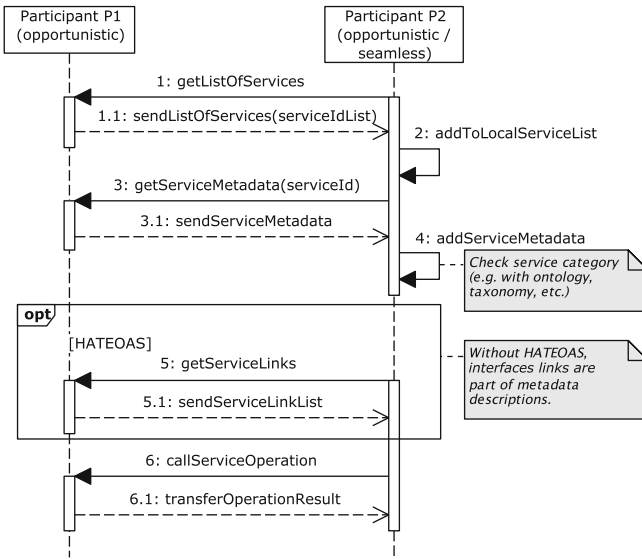 Participant P1
(opportunistic)
Participant P2
(opportunistic /
seamless)
1: getListOfServices
1.1: sendListOfServices(serviceIdList)
2: addToLocalServiceList
3: getServiceMetadata(serviceId)
3.1: sendServiceMetadata
4: addServiceMetadata
Check service category
(e.g. with ontology,
taxonomy, etc.)
opt
[HATEOAS]
5: getServiceLinks
Without HATEOAS,
interfaces links are
part of metadata
descriptions.
5.1: sendServiceLinkList
6: callServiceOperation
6.1: transferOperationResult